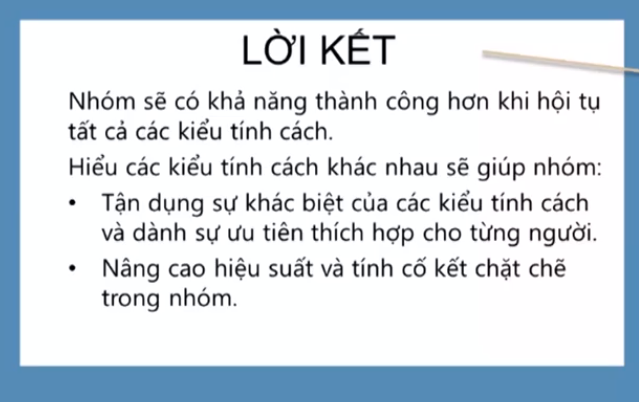 LỜI KẾT
Nhóm sẽ có khả năng thành công hơn khi hội tụ
tất cả các kiểu tính cách.
Hiểu các kiểu tính cách khác nhau sẽ giúp nhóm:
• Tận dụng sự khác biệt của các kiểu tính cách
và dành sự ưu tiên thích hợp cho từng người.
• Nâng cao hiệu suất và tính cố kết chặt chẽ
trong nhóm.